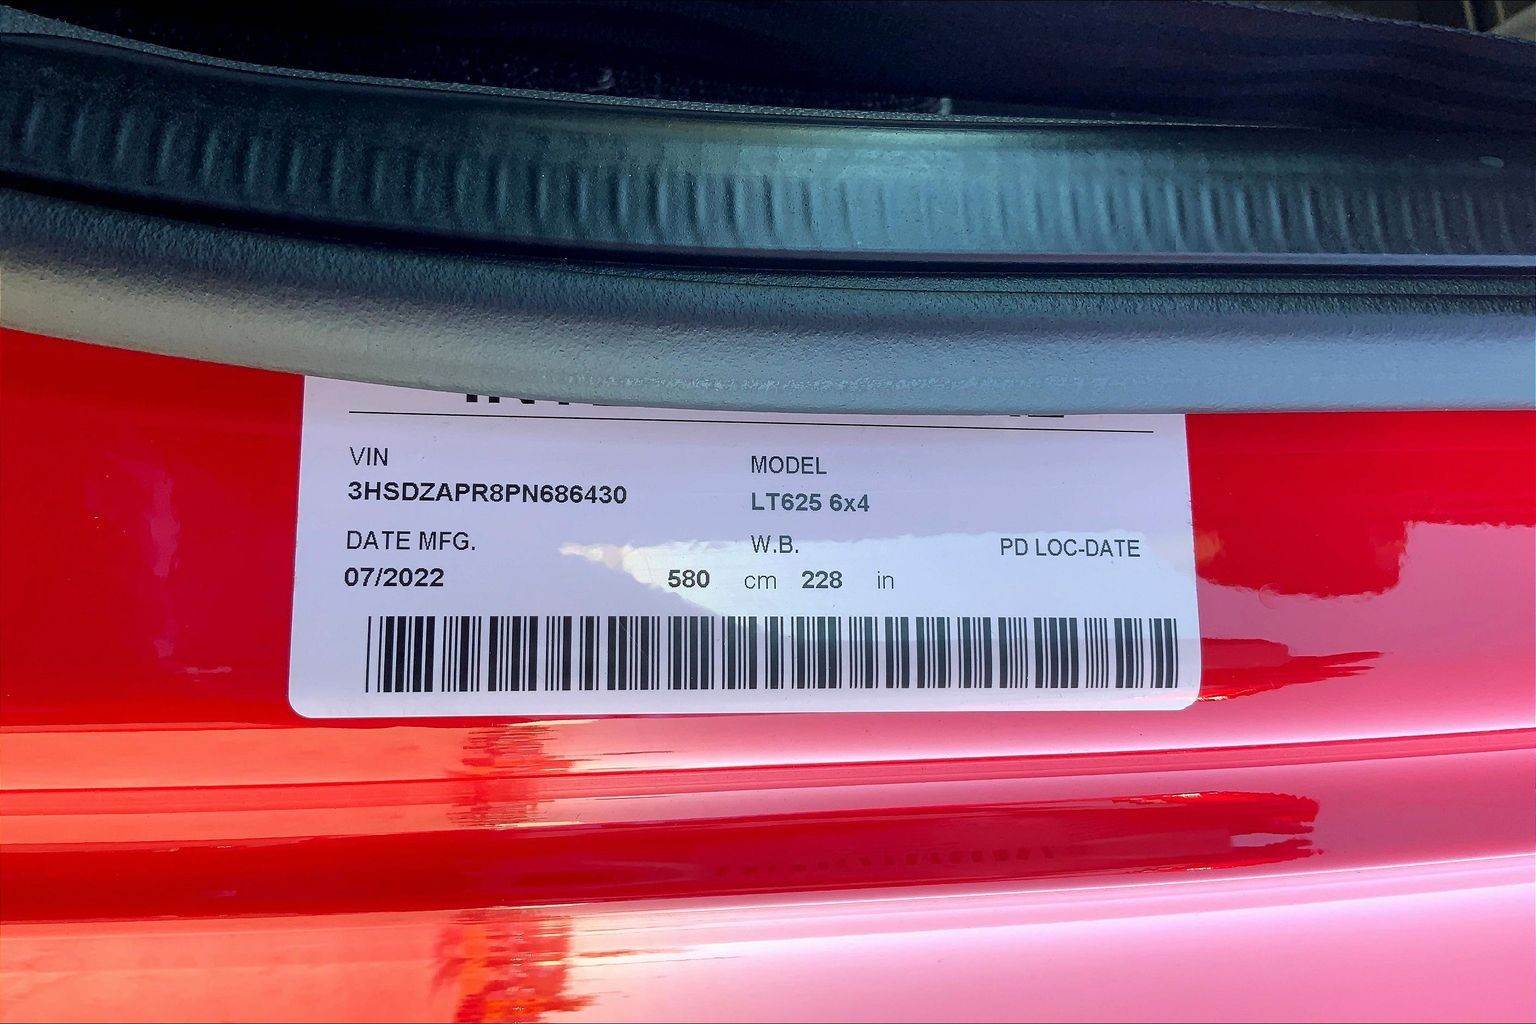 VIN
3HSDZAPR8PN686430
MODEL
LT625 6x4
DATE MFG.
07/2022
W.B.
580 cm 228 in
PD LOC-DATE